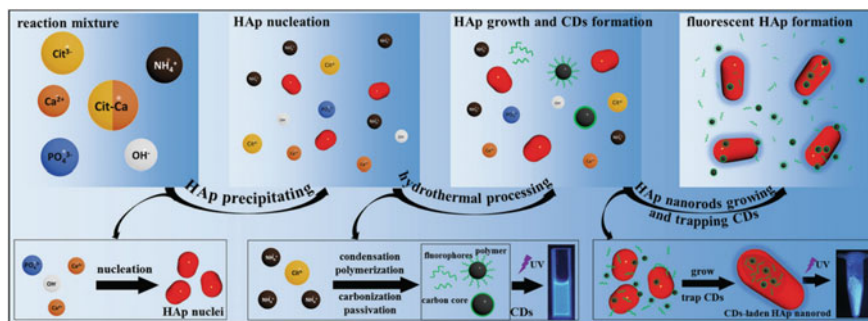 reaction mixture
Cit³⁻
NH₄⁺
Ca²⁺
Cit-Ca
PO₄³⁻
OH⁻
HAp nucleation
HAp growth and CDs formation
fluorescent HAp formation
HAp precipitating
hydrothermal processing
HAp nanorods growing
and trapping CDs
nucleation
HAp nuclei
condensation
polymerization
carbonization
passivation
fluorophores
polymer
carbon core
UV
CDs
grow
trap CDs
UV
CDs-laden HAp nanorod